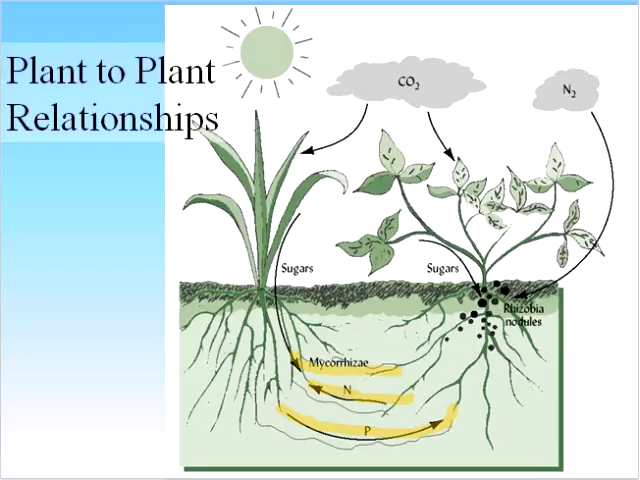 Plant to Plant
Relationships
CO2
N2
Sugars
Sugars
Rhizobia
nodules
Mycorrhizae
N
P